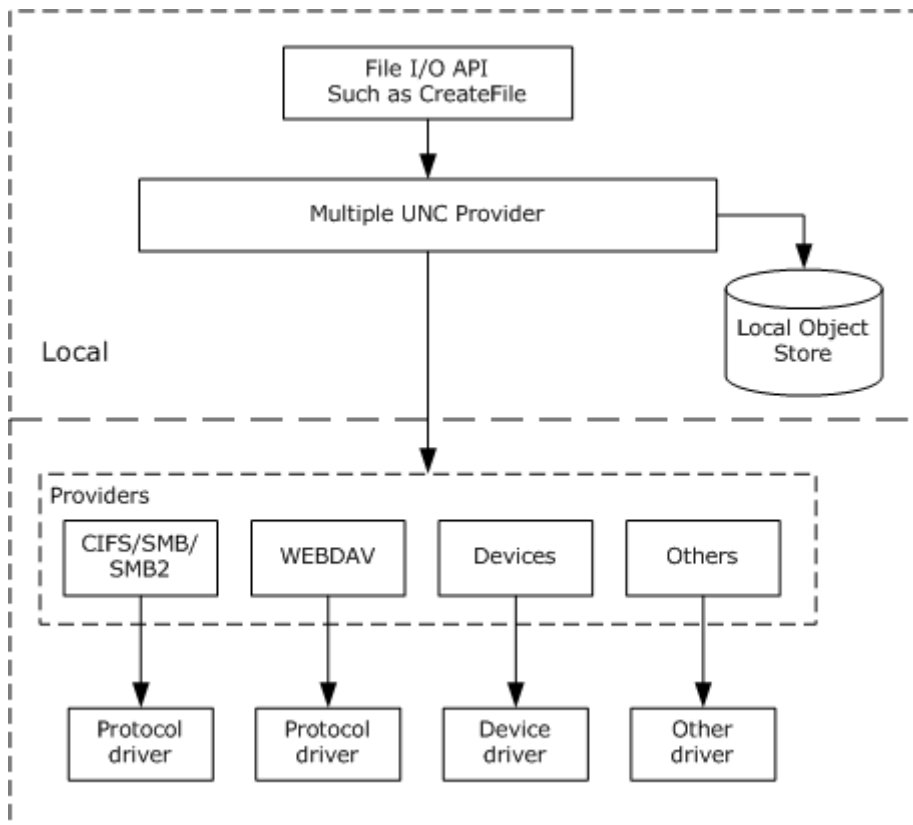 File I/O API
Such as CreateFile
Multiple UNC Provider
Local Object
Store
Local
Providers
CIFS/SMB/
SMB2
WEBDAV
Devices
Others
Protocol
driver
Protocol
driver
Device
driver
Other
driver